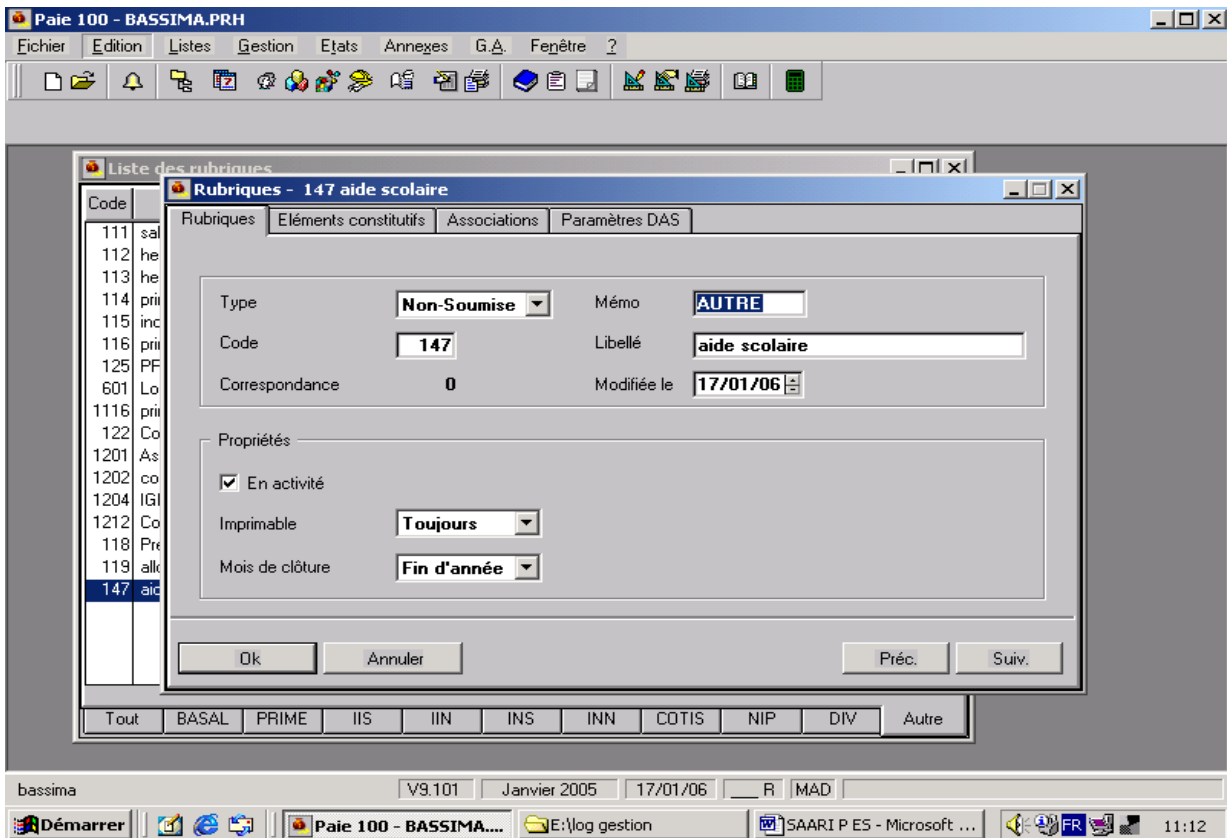 Paie 100 - BASSIMA.PRH
Fichier Edition Listes Gestion Etats Annexes G.A. Fenêtre ?
Liste des rubriques
Rubriques - 147 aide scolaire
Code
Rubriques Eléments constitutifs Associations Paramètres DAS
111 sal
112 he
113 he
114 pri
115 inc
116 pri
125 PF
601 Lo
1116 pri
122 Co
1201 As
1202 co
1204 IGI
1212 Co
118 Pré
119 allo
147 aid
Type Non-Soumise Mémo AUTRE
Code 147 Libellé aide scolaire
Correspondance 0 Modifiée le 17/01/06
Propriétés
En activité
Imprimable Toujours
Mois de clôture Fin d'année
Ok Annuler Préc. Suiv.
Tout BASAL PRIME IIS IIN INS INN COTIS NIP DIV Autre
bassima V9.101 Janvier 2005 17/01/06 ___ R MAD
Démarrer Paie 100 - BASSIMA.... E:\log gestion SAARI P ES - Microsoft ... FR 11:12